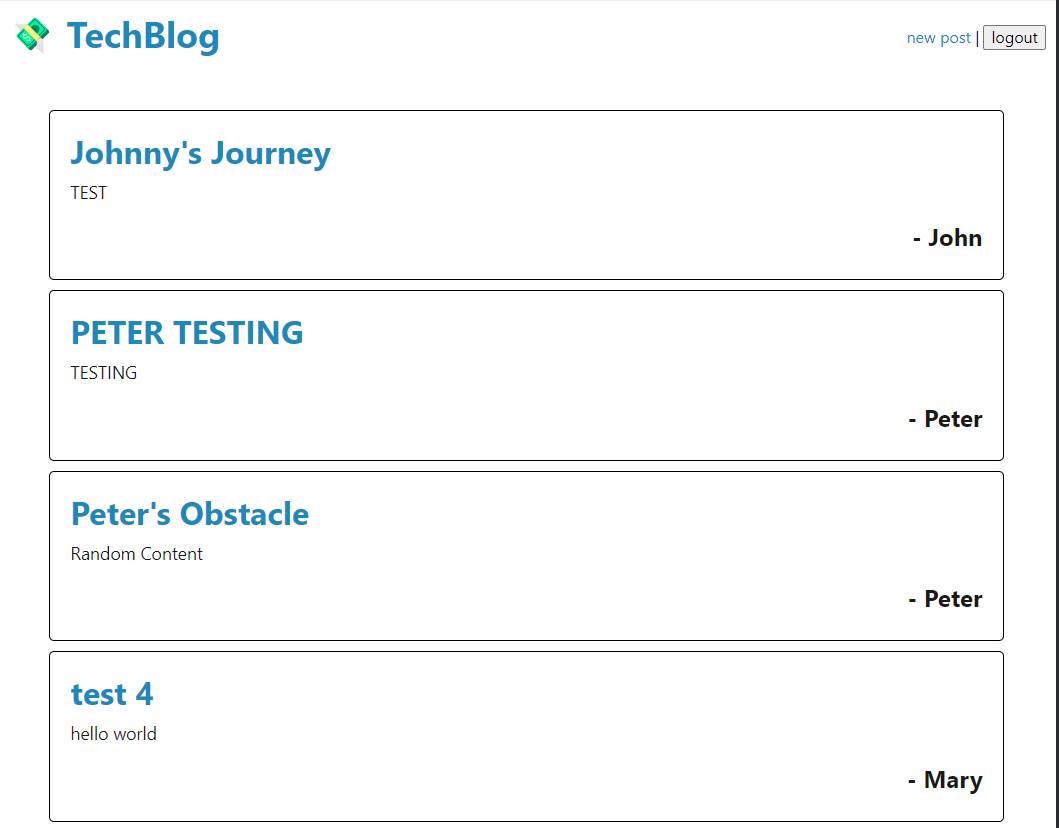 TechBlog
new post | logout
Johnny's Journey
TEST
- John
PETER TESTING
TESTING
- Peter
Peter's Obstacle
Random Content
- Peter
test 4
hello world
- Mary